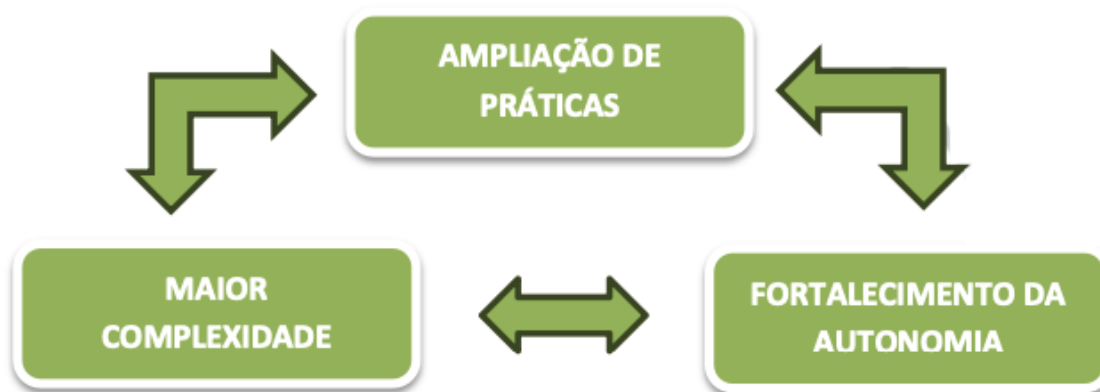 AMPLIAÇÃO DE
PRÁTICAS
MAIOR
COMPLEXIDADE
FORTALECIMENTO DA
AUTONOMIA